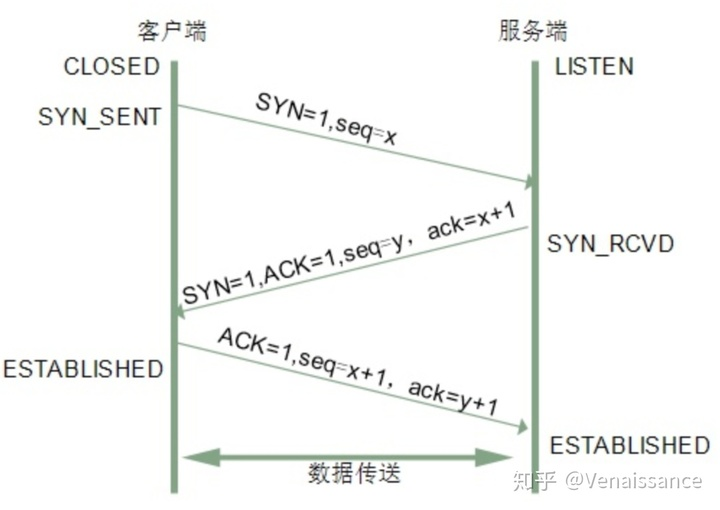 客户端
服务端
CLOSED
LISTEN
SYN_SENT
SYN=1,seq=x
SYN=1,ACK=1,seq=y，ack=x+1
SYN_RCVD
ACK=1,seq=x+1，ack=y+1
ESTABLISHED
ESTABLISHED
数据传送
知乎 @Venaissance